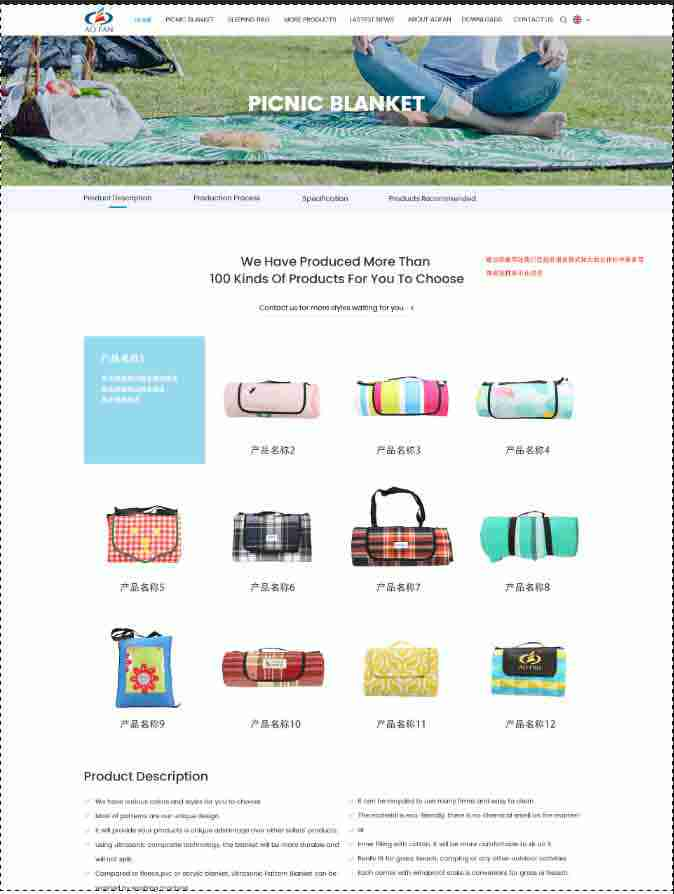 AO FAN
HOME PICNIC BLANKET SLEEPING BAG MORE PRODUCTS LASTEST NEWS ABOUT AOFAN DOWNLOADS CONTACT US
PICNIC BLANKET
Product Description Production Process Specification Products Recommended
We Have Produced More Than
100 Kinds Of Products For You To Choose
Contact us for more styles waiting for you
产品名称1
产品名称2
产品名称3
产品名称4
产品名称5
产品名称6
产品名称7
产品名称8
产品名称9
产品名称10
产品名称11
AO FAN
产品名称12
Product Description
We have various colors and styles for you to choose
Most of patterns are our unique design.
It will provide your products a unique advantage over other sellers' products.
Using ultrasonic composite technology, the blanket will be more durable and
will not split.
Compared to fleece,pvc or acrylic blanket, Ultrasonic Pattern Blanket can be
washed by washing machine
It can be recycled to use many times and easy to clean
The material is eco-friendly, there is no chemical smell on the materi
al
Inner filling with cotton, it will be more comfortable to sit on it
Really fit for grass, beach, camping or any other outdoor activities
Each corner with windproof stake is convenient for grass or beach.